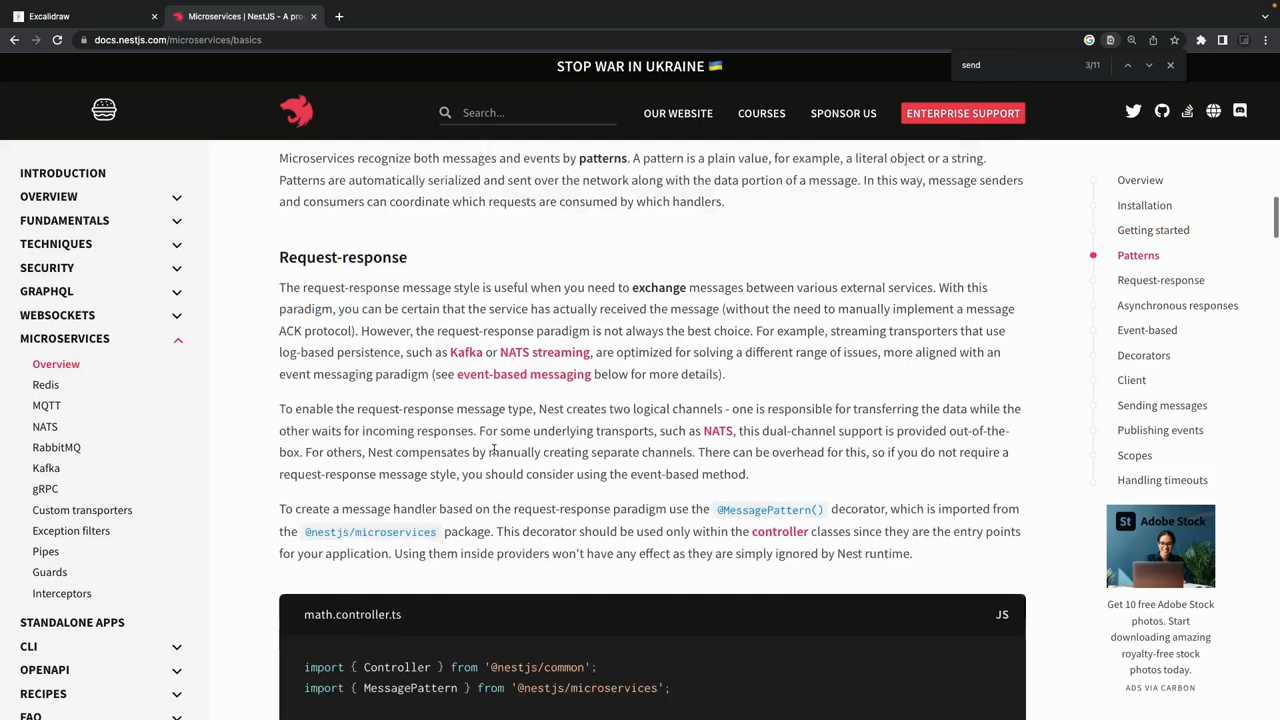 Excalidraw
Microservices | NestJS - A pro
docs.nestjs.com/microservices/basics
send
3/11
STOP WAR IN UKRAINE 🇺🇦
Search...
OUR WEBSITE
COURSES
SPONSOR US
ENTERPRISE SUPPORT
INTRODUCTION
OVERVIEW
FUNDAMENTALS
TECHNIQUES
SECURITY
GRAPHQL
WEBSOCKETS
MICROSERVICES
Overview
Redis
MQTT
NATS
RabbitMQ
Kafka
gRPC
Custom transporters
Exception filters
Pipes
Guards
Interceptors
STANDALONE APPS
CLI
OPENAPI
RECIPES
FAQ
Microservices recognize both messages and events by patterns. A pattern is a plain value, for example, a literal object or a string.
Patterns are automatically serialized and sent over the network along with the data portion of a message. In this way, message senders
and consumers can coordinate which requests are consumed by which handlers.
Request-response
The request-response message style is useful when you need to exchange messages between various external services. With this
paradigm, you can be certain that the service has actually received the message (without the need to manually implement a message
ACK protocol). However, the request-response paradigm is not always the best choice. For example, streaming transporters that use
log-based persistence, such as Kafka or NATS streaming, are optimized for solving a different range of issues, more aligned with an
event messaging paradigm (see event-based messaging below for more details).
To enable the request-response message type, Nest creates two logical channels - one is responsible for transferring the data while the
other waits for incoming responses. For some underlying transports, such as NATS, this dual-channel support is provided out-of-the-
box. For others, Nest compensates by manually creating separate channels. There can be overhead for this, so if you do not require a
request-response message style, you should consider using the event-based method.
To create a message handler based on the request-response paradigm use the @MessagePattern() decorator, which is imported from
the @nestjs/microservices package. This decorator should be used only within the controller classes since they are the entry points
for your application. Using them inside providers won't have any effect as they are simply ignored by Nest runtime.
math.controller.ts
JS
import { Controller } from '@nestjs/common';
import { MessagePattern } from '@nestjs/microservices';
Overview
Installation
Getting started
Patterns
Request-response
Asynchronous responses
Event-based
Decorators
Client
Sending messages
Publishing events
Scopes
Handling timeouts
St Adobe Stock
Get 10 free Adobe Stock
photos. Start
downloading amazing
royalty-free stock
photos today.
ADS VIA CARBON